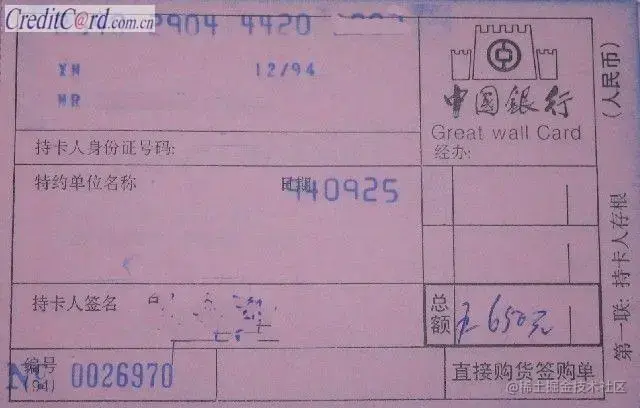 CreditCard.com.cn
2904 4420
YH 12/94
MR
中国银行
Great wall Card
持卡人身份证号码:
经办:
(人民币)
特约单位名称
日期
940925
第一联: 持卡人存根
持卡人签名
总额
650元
编号
(94)
NC 0026970
直接购货签购单
@稀土掘金技术社区